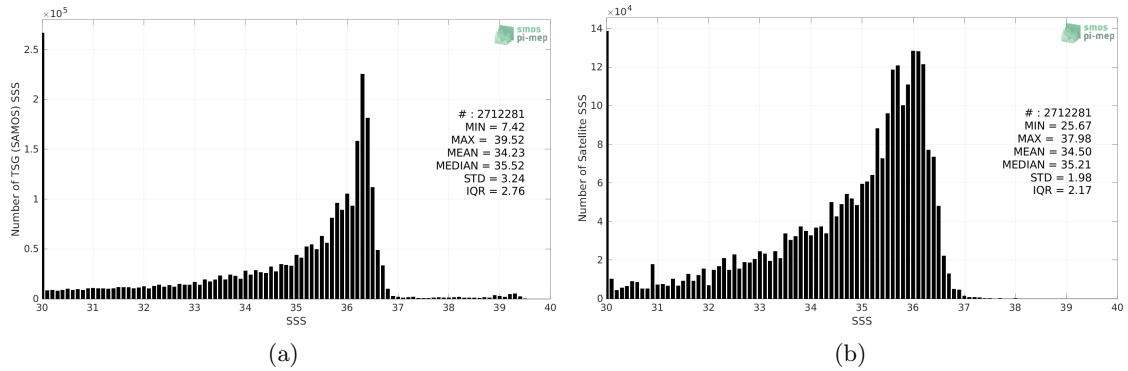 ×10⁵
smos
pi-mep
2.5
2
1.5
1
0.5
0
Number of TSG (SAMOS) SSS
# : 2712281
MIN = 7.42
MAX = 39.52
MEAN = 34.23
MEDIAN = 35.52
STD = 3.24
IQR = 2.76
30 31 32 33 34 35 36 37 38 39 40
SSS
(a)
×10⁴
smos
pi-mep
14
12
10
8
6
4
2
0
Number of Satellite SSS
# : 2712281
MIN = 25.67
MAX = 37.98
MEAN = 34.50
MEDIAN = 35.21
STD = 1.98
IQR = 2.17
30 31 32 33 34 35 36 37 38 39 40
SSS
(b)